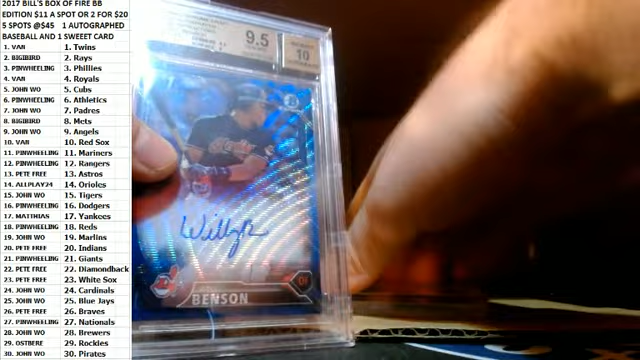 2017 BILL'S BOX OF FIRE BB
EDITION $11 A SPOT OR 2 FOR $20
5 SPOTS @$45 1 AUTOGRAPHED
BASEBALL AND 1 SWEEET CARD
1. VAN 1. Twins
2. BIGIBIRD 2. Rays
3. PINWHEELING 3. Phillies
4. VAN 4. Royals
5. JOHN WO 5. Cubs
6. PINWHEELING 6. Athletics
7. JOHN WO 7. Padres
8. BIGIBIRD 8. Mets
9. JOHN WO 9. Angels
10. VAN 10. Red Sox
11. PINWHEELING 11. Mariners
12. PINWHEELING 12. Rangers
13. PETE FREE 13. Astros
14. ALLPLAY24 14. Orioles
15. JOHN WO 15. Tigers
16. PINWHEELING 16. Dodgers
17. MATTHIAS 17. Yankees
18. PINWHEELING 18. Reds
19. JOHN WO 19. Marlins
20. PETE FREE 20. Indians
21. PINWHEELING 21. Giants
22. PETE FREE 22. Diamondback
23. PETE FREE 23. White Sox
24. JOHN WO 24. Cardinals
25. JOHN WO 25. Blue Jays
26. PETE FREE 26. Braves
27. PINWHEELING 27. Nationals
28. JOHN WO 28. Brewers
29. OSTBERE 29. Rockies
30. JOHN WO 30. Pirates
9.5
10
BENSON
OF